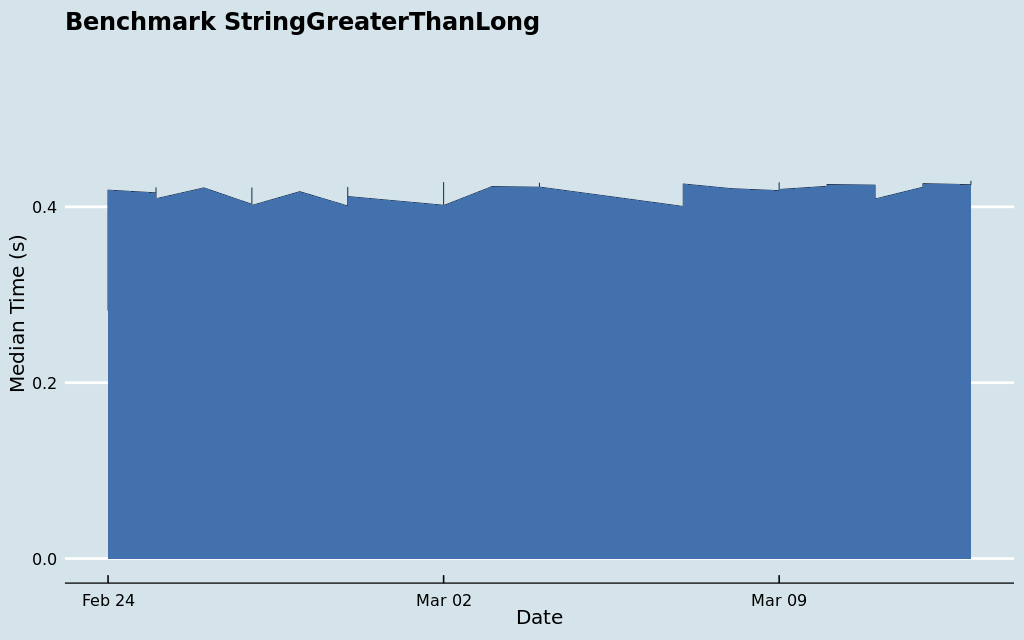 Benchmark StringGreaterThanLong
Median Time (s)
0.4
0.2
0.0
Feb 24
Mar 02
Mar 09
Date